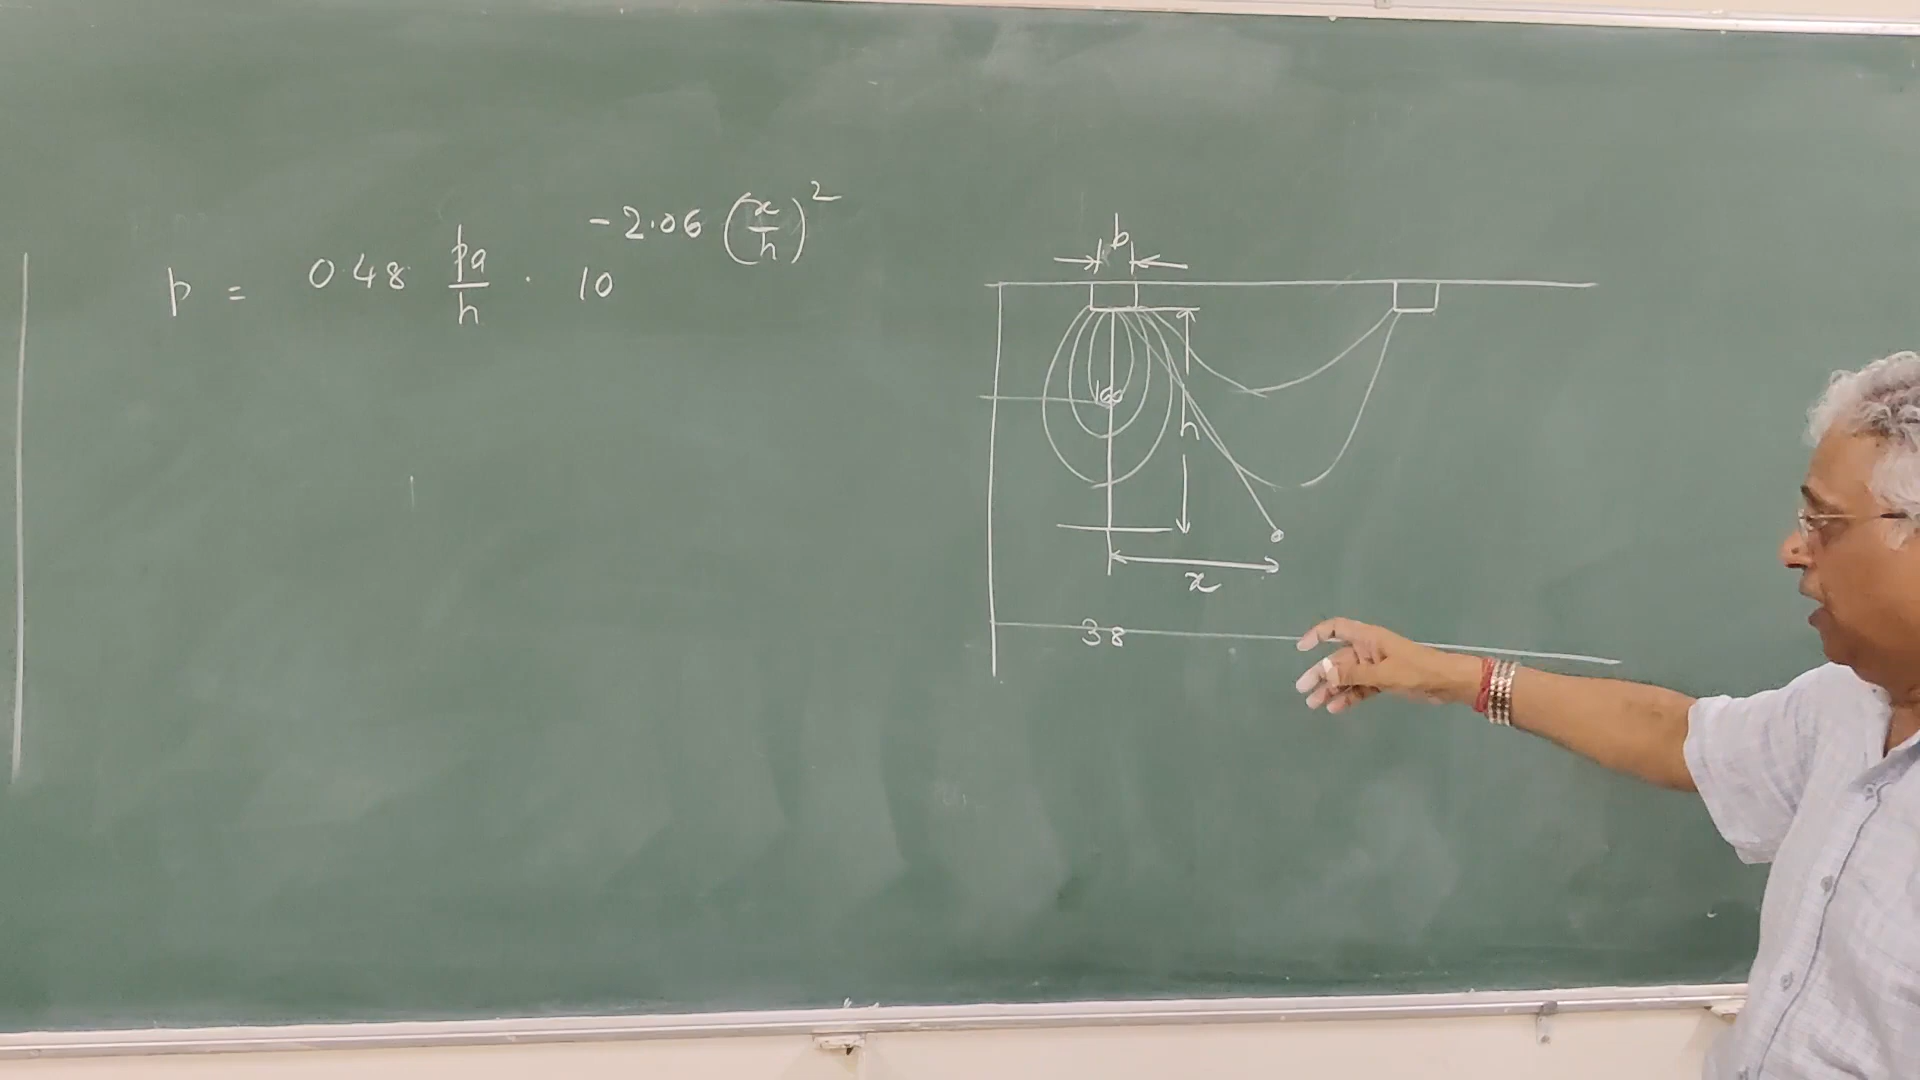 p = 0.48 pa/h · 10^-2.06 (x/h)^2
b
h
x
38